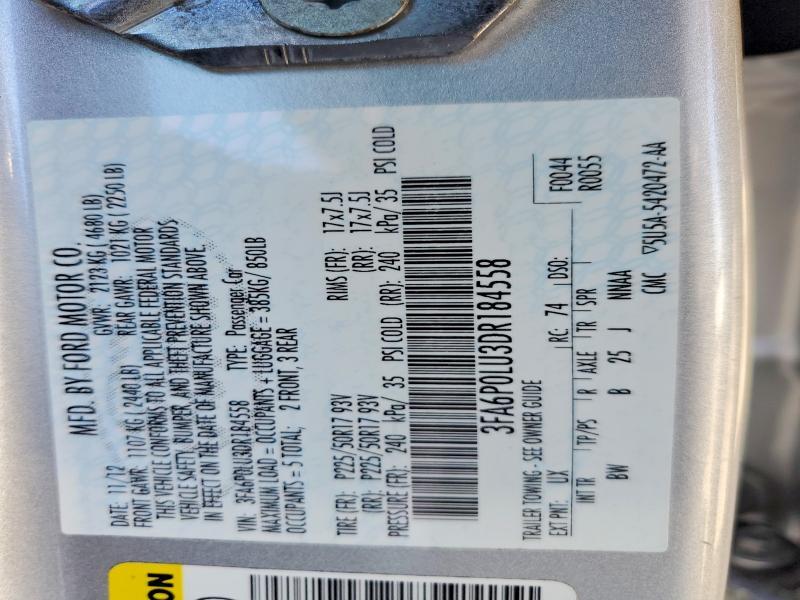 MFD. BY FORD MOTOR CO.
DATE: 11/12 GVWR: 2123 KG ( 4680 LB)
FRONT GAWR: 1107 KG ( 2440 LB) REAR GAWR: 1021 KG ( 2250 LB)
THIS VEHICLE CONFORMS TO ALL APPLICABLE FEDERAL MOTOR
VEHICLE SAFETY, BUMPER, AND THEFT PREVENTION STANDARDS
IN EFFECT ON THE DATE OF MANUFACTURE SHOWN ABOVE.
VIN: 3FA6P0LU3DR184558 TYPE: Passenger Car
MAXIMUM LOAD = OCCUPANTS + LUGGAGE = 385KG/ 850LB
OCCUPANTS = 5 TOTAL; 2 FRONT, 3 REAR
TIRE (FR): P225/50R17 93V RIMS (FR): 17x7.5J
(RR): P225/50R17 93V (RR): 17x7.5J
PRESSURE (FR): 240 kPa/ 35 PSI COLD (RR): 240 kPa/ 35 PSI COLD
3FA6P0LU3DR184558
TRAILER TOWING - SEE OWNER GUIDE F0044
R0055
EXT PNT: UX RC: 74 DSO:
INT TR TP/PS R AXLE TR SPR
BW B 25 J NNAA
CMC ▽5U5A-5420472-AA
ON